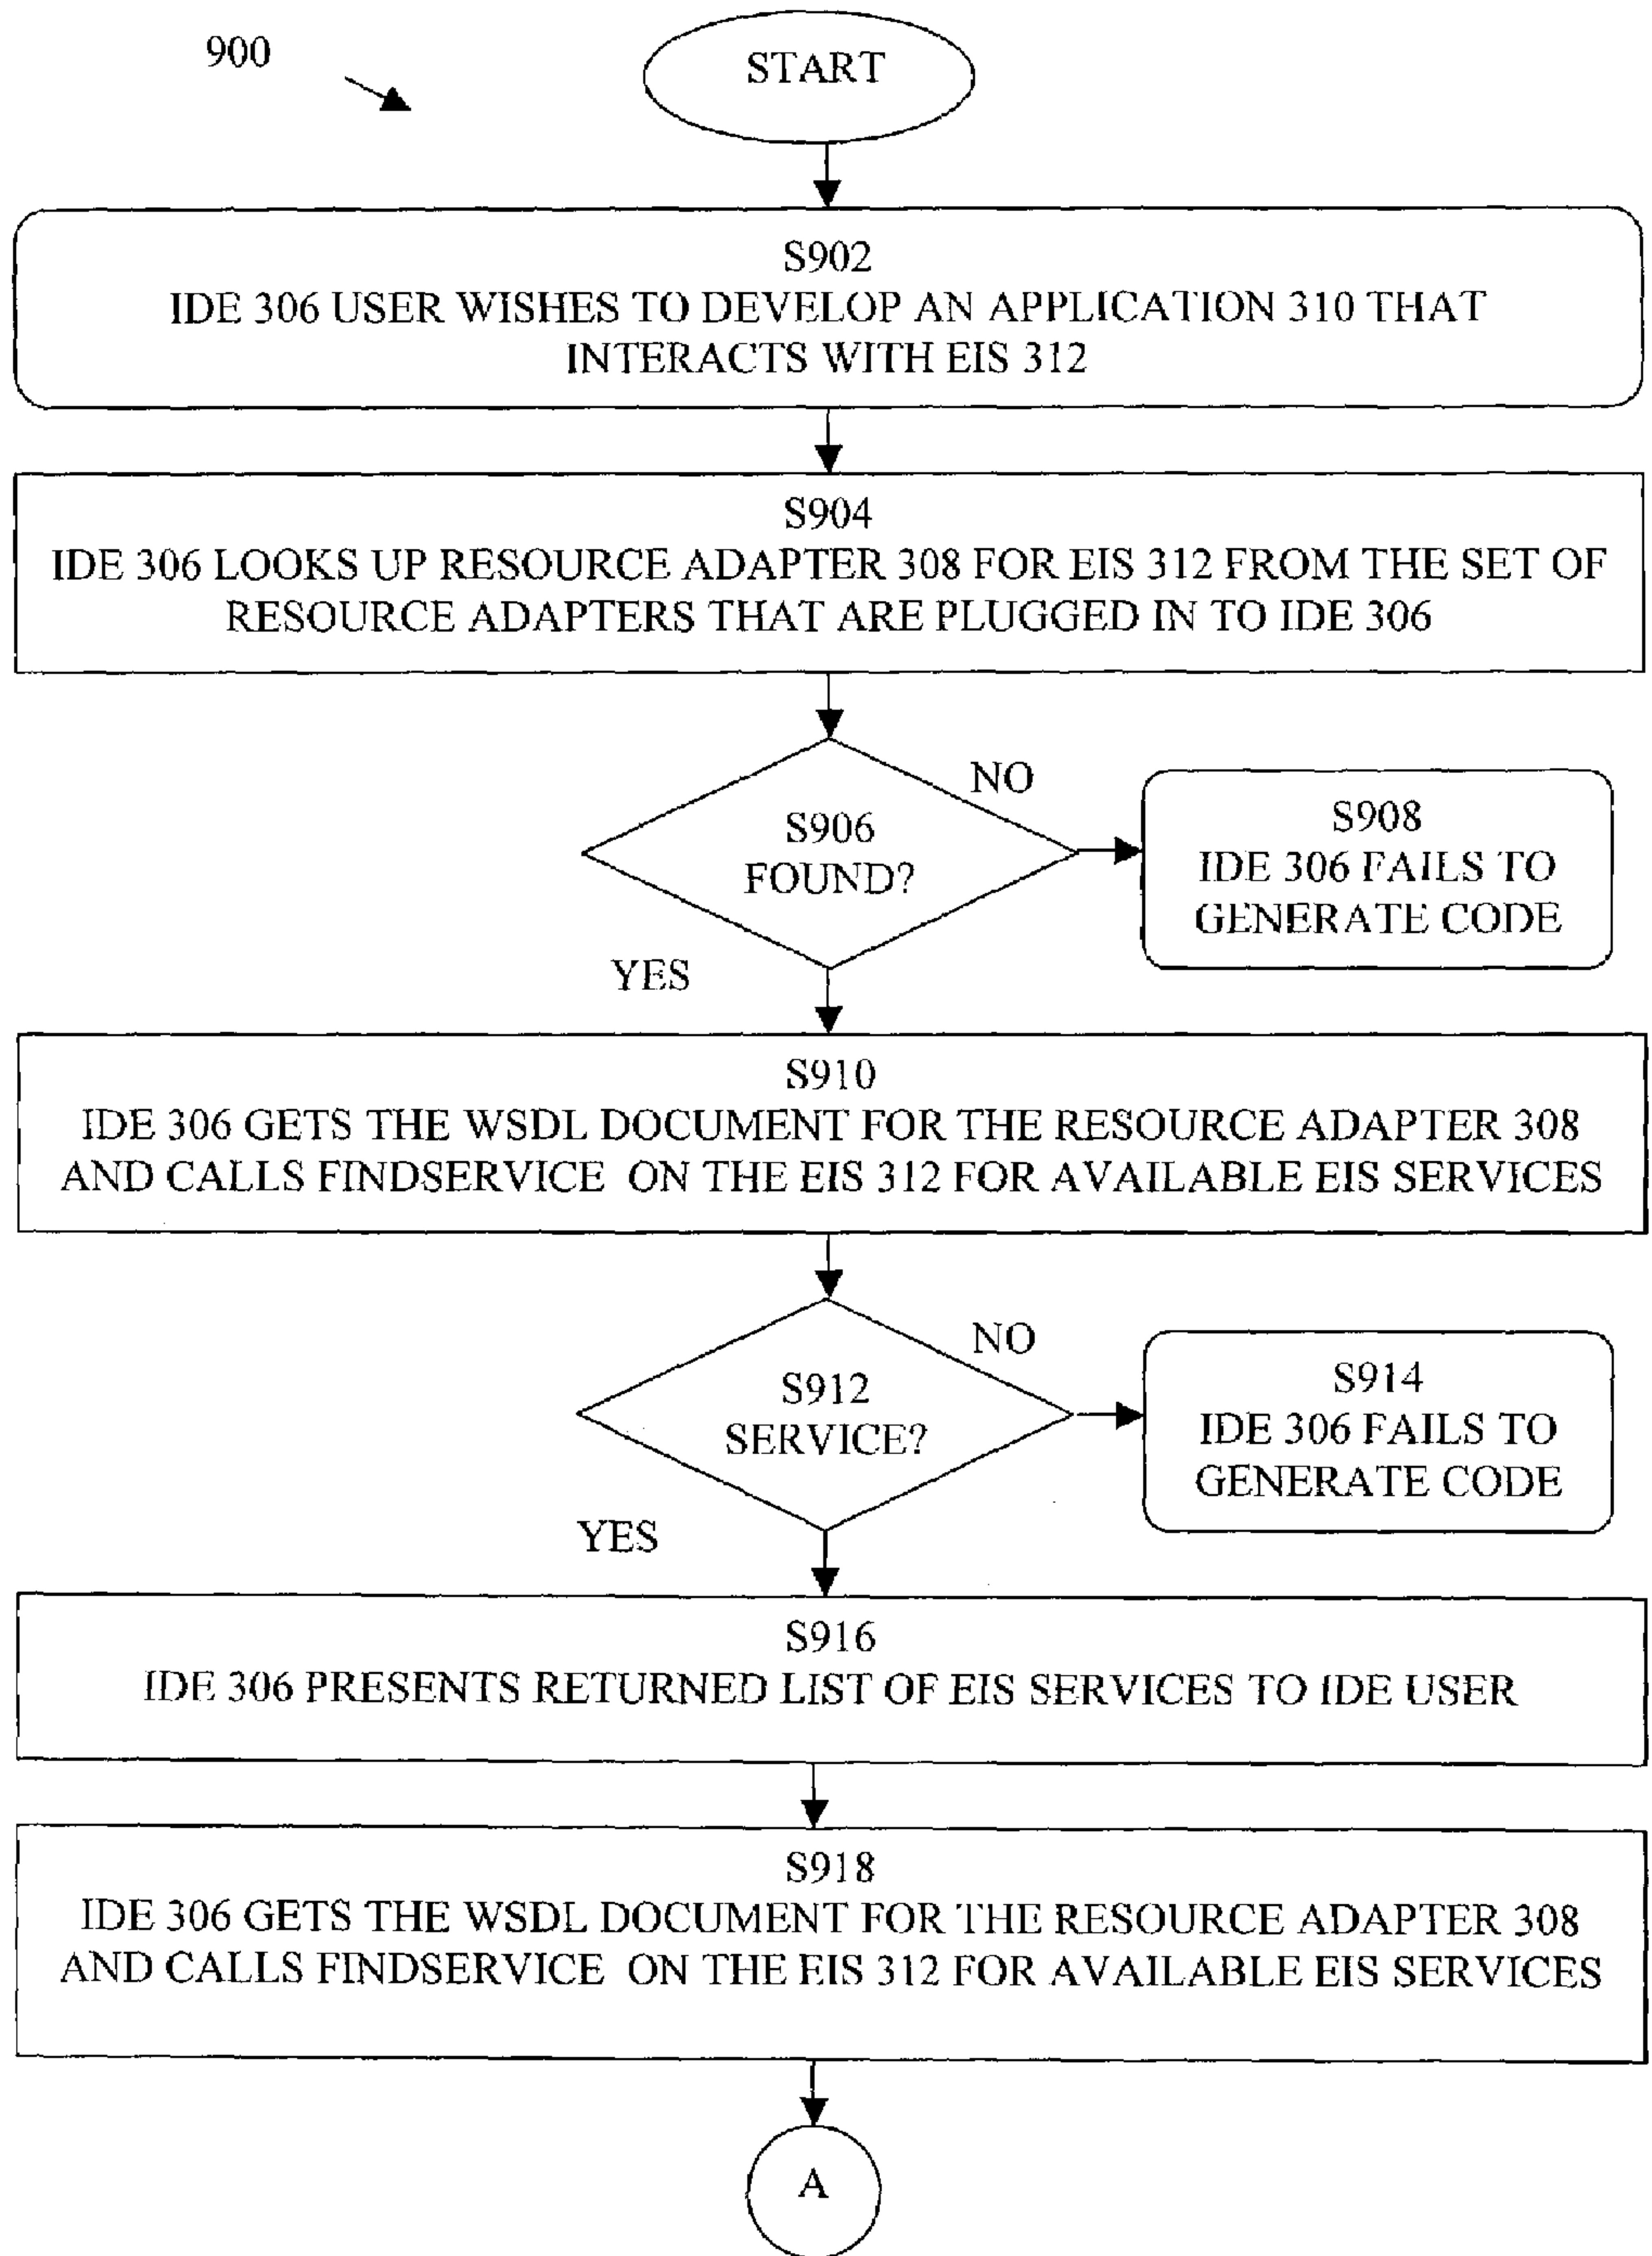 900
START
S902
IDE 306 USER WISHES TO DEVELOP AN APPLICATION 310 THAT
INTERACTS WITH EIS 312
S904
IDE 306 LOOKS UP RESOURCE ADAPTER 308 FOR EIS 312 FROM THE SET OF
RESOURCE ADAPTERS THAT ARE PLUGGED IN TO IDE 306
S906
FOUND?
NO
S908
IDE 306 FAILS TO
GENERATE CODE
YES
S910
IDE 306 GETS THE WSDL DOCUMENT FOR THE RESOURCE ADAPTER 308
AND CALLS FINDSERVICE ON THE EIS 312 FOR AVAILABLE EIS SERVICES
S912
SERVICE?
NO
S914
IDE 306 FAILS TO
GENERATE CODE
YES
S916
IDE 306 PRESENTS RETURNED LIST OF EIS SERVICES TO IDE USER
S918
IDE 306 GETS THE WSDL DOCUMENT FOR THE RESOURCE ADAPTER 308
AND CALLS FINDSERVICE ON THE EIS 312 FOR AVAILABLE EIS SERVICES
A